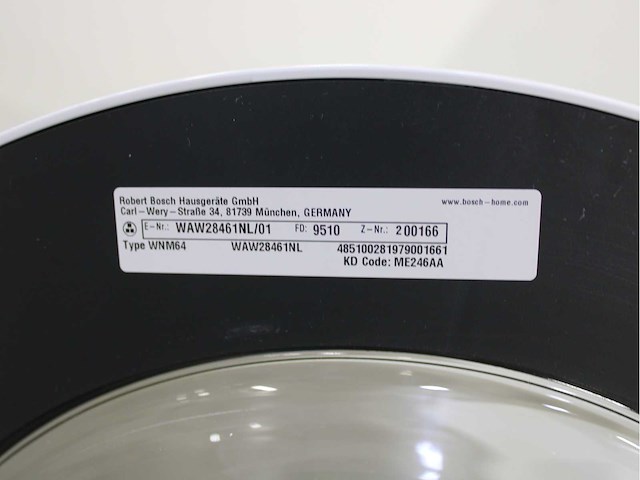 Robert Bosch Hausgeräte GmbH www.bosch-home.com
Carl-Wery-Straße 34, 81739 München, GERMANY
E-Nr.: WAW28461NL/01 FD: 9510 Z-Nr.: 200166
Type WNM64 WAW28461NL 485100281979001661
KD Code: ME246AA